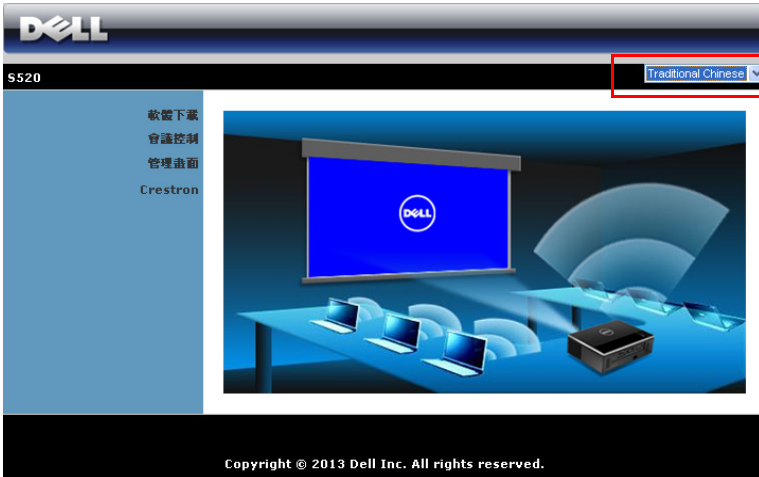 DELL
S520
Traditional Chinese
軟體下載
會議控制
管理畫面
Crestron
DELL
Copyright © 2013 Dell Inc. All rights reserved.